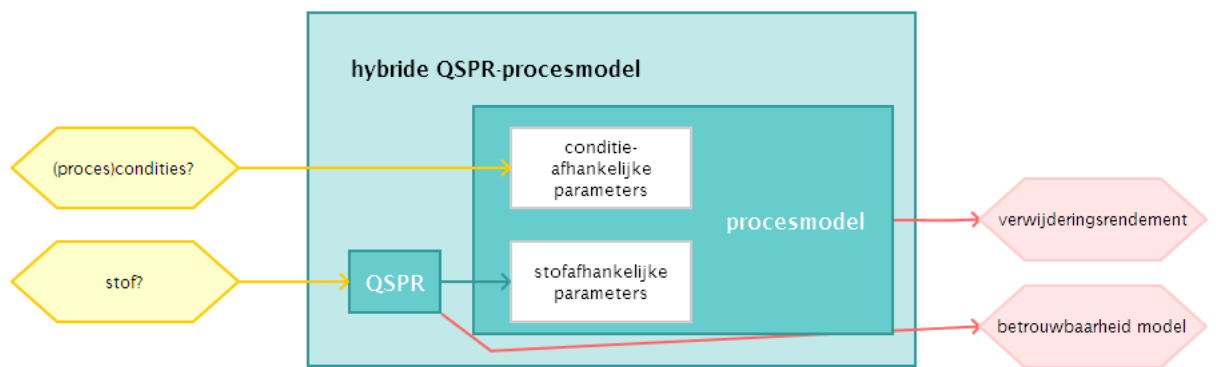 hybride QSPR-procesmodel
(proces)condities?
conditie-
afhankelijke
parameters
procesmodel
verwijderingsrendement
stof?
QSPR
stofafhankelijke
parameters
betrouwbaarheid model